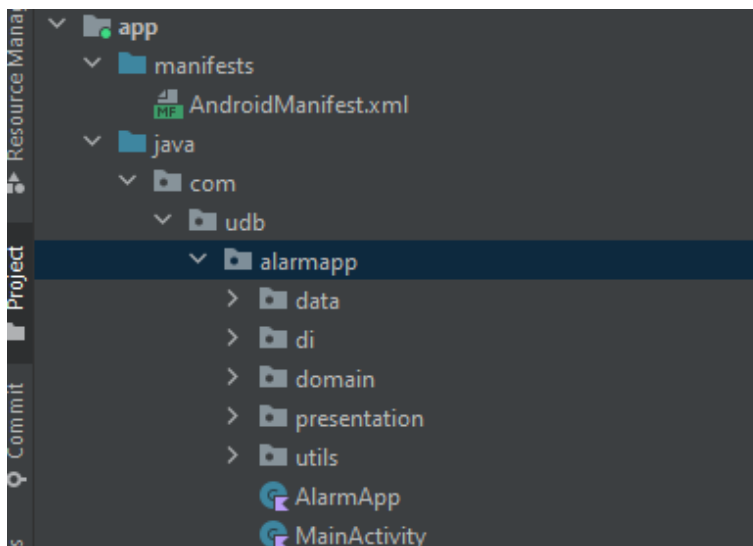 app
manifests
MF AndroidManifest.xml
java
com
udb
alarmapp
data
di
domain
presentation
utils
AlarmApp
MainActivity
Resource Mana
Project
Commit